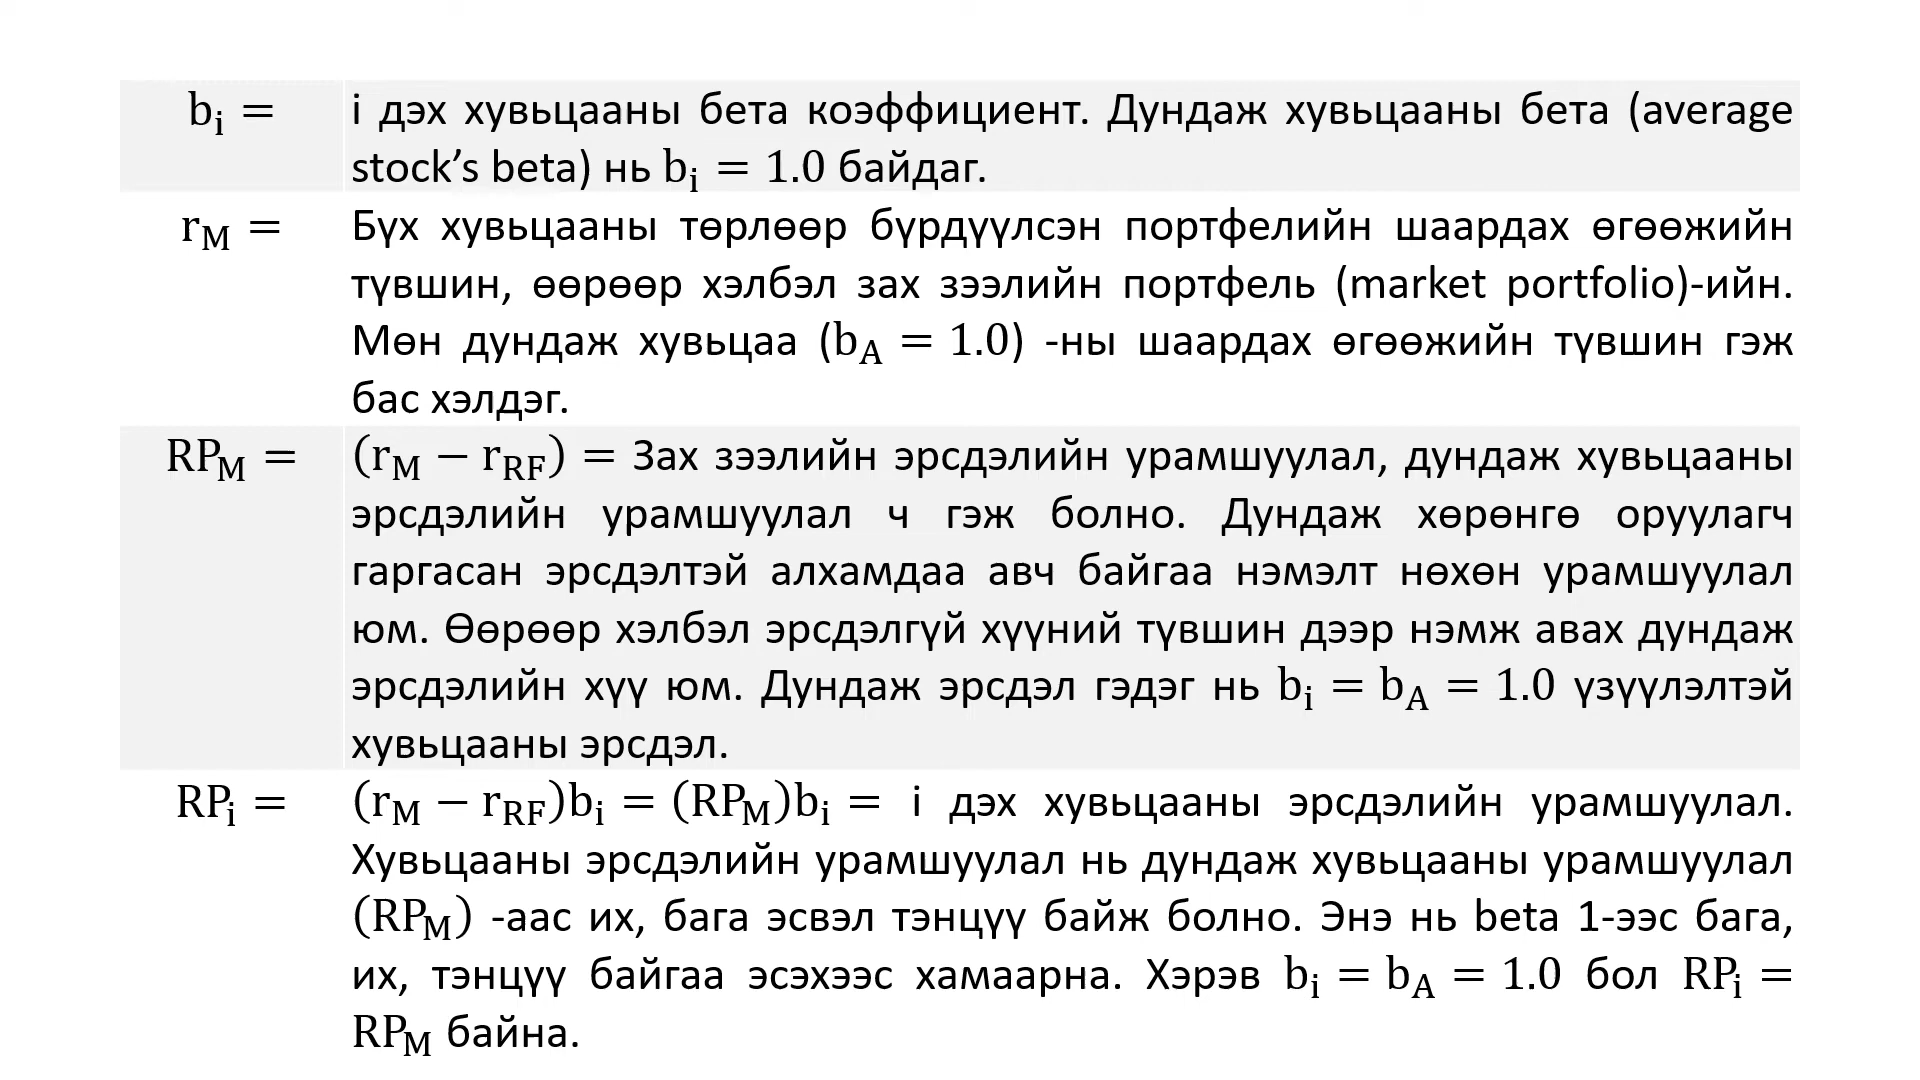 bᵢ = i дэх хувьцааны бета коэффициент. Дундаж хувьцааны бета (average
stock’s beta) нь bᵢ = 1.0 байдаг.
r_M = Бүх хувьцааны төрлөөр бүрдүүлсэн портфелийн шаардах өгөөжийн
түвшин, өөрөөр хэлбэл зах зээлийн портфель (market portfolio)-ийн.
Мөн дундаж хувьцаа (b_A = 1.0) -ны шаардах өгөөжийн түвшин гэж
бас хэлдэг.
RP_M = (r_M − r_RF) = Зах зээлийн эрсдэлийн урамшуулал, дундаж хувьцааны
эрсдэлийн урамшуулал ч гэж болно. Дундаж хөрөнгө оруулагч
гаргасан эрсдэлтэй алхамдаа авч байгаа нэмэлт нөхөн урамшуулал
юм. Өөрөөр хэлбэл эрсдэлгүй хүүний түвшин дээр нэмж авах дундаж
эрсдэлийн хүү юм. Дундаж эрсдэл гэдэг нь bᵢ = b_A = 1.0 үзүүлэлтэй
хувьцааны эрсдэл.
RPᵢ = (r_M − r_RF)bᵢ = (RP_M)bᵢ = i дэх хувьцааны эрсдэлийн урамшуулал.
Хувьцааны эрсдэлийн урамшуулал нь дундаж хувьцааны урамшуулал
(RP_M) -аас их, бага эсвэл тэнцүү байж болно. Энэ нь beta 1-ээс бага,
их, тэнцүү байгаа эсэхээс хамаарна. Хэрэв bᵢ = b_A = 1.0 бол RPᵢ =
RP_M байна.